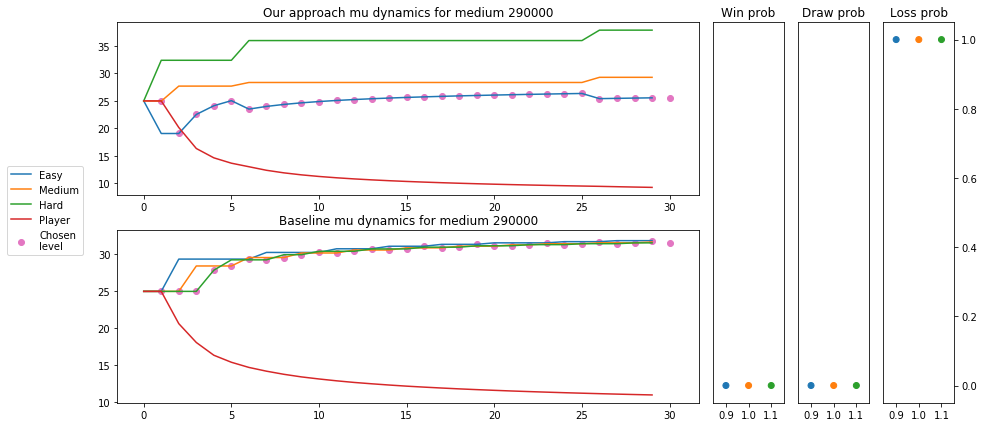 Our approach mu dynamics for medium 290000
35
30
25
20
15
10
0 5 10 15 20 25 30
Easy
Medium
Hard
Player
Chosen
level
Baseline mu dynamics for medium 290000
30
25
20
15
10
0 5 10 15 20 25 30
Win prob
0.9 1.0 1.1
Draw prob
0.9 1.0 1.1
Loss prob
1.0
0.8
0.6
0.4
0.2
0.0
0.9 1.0 1.1